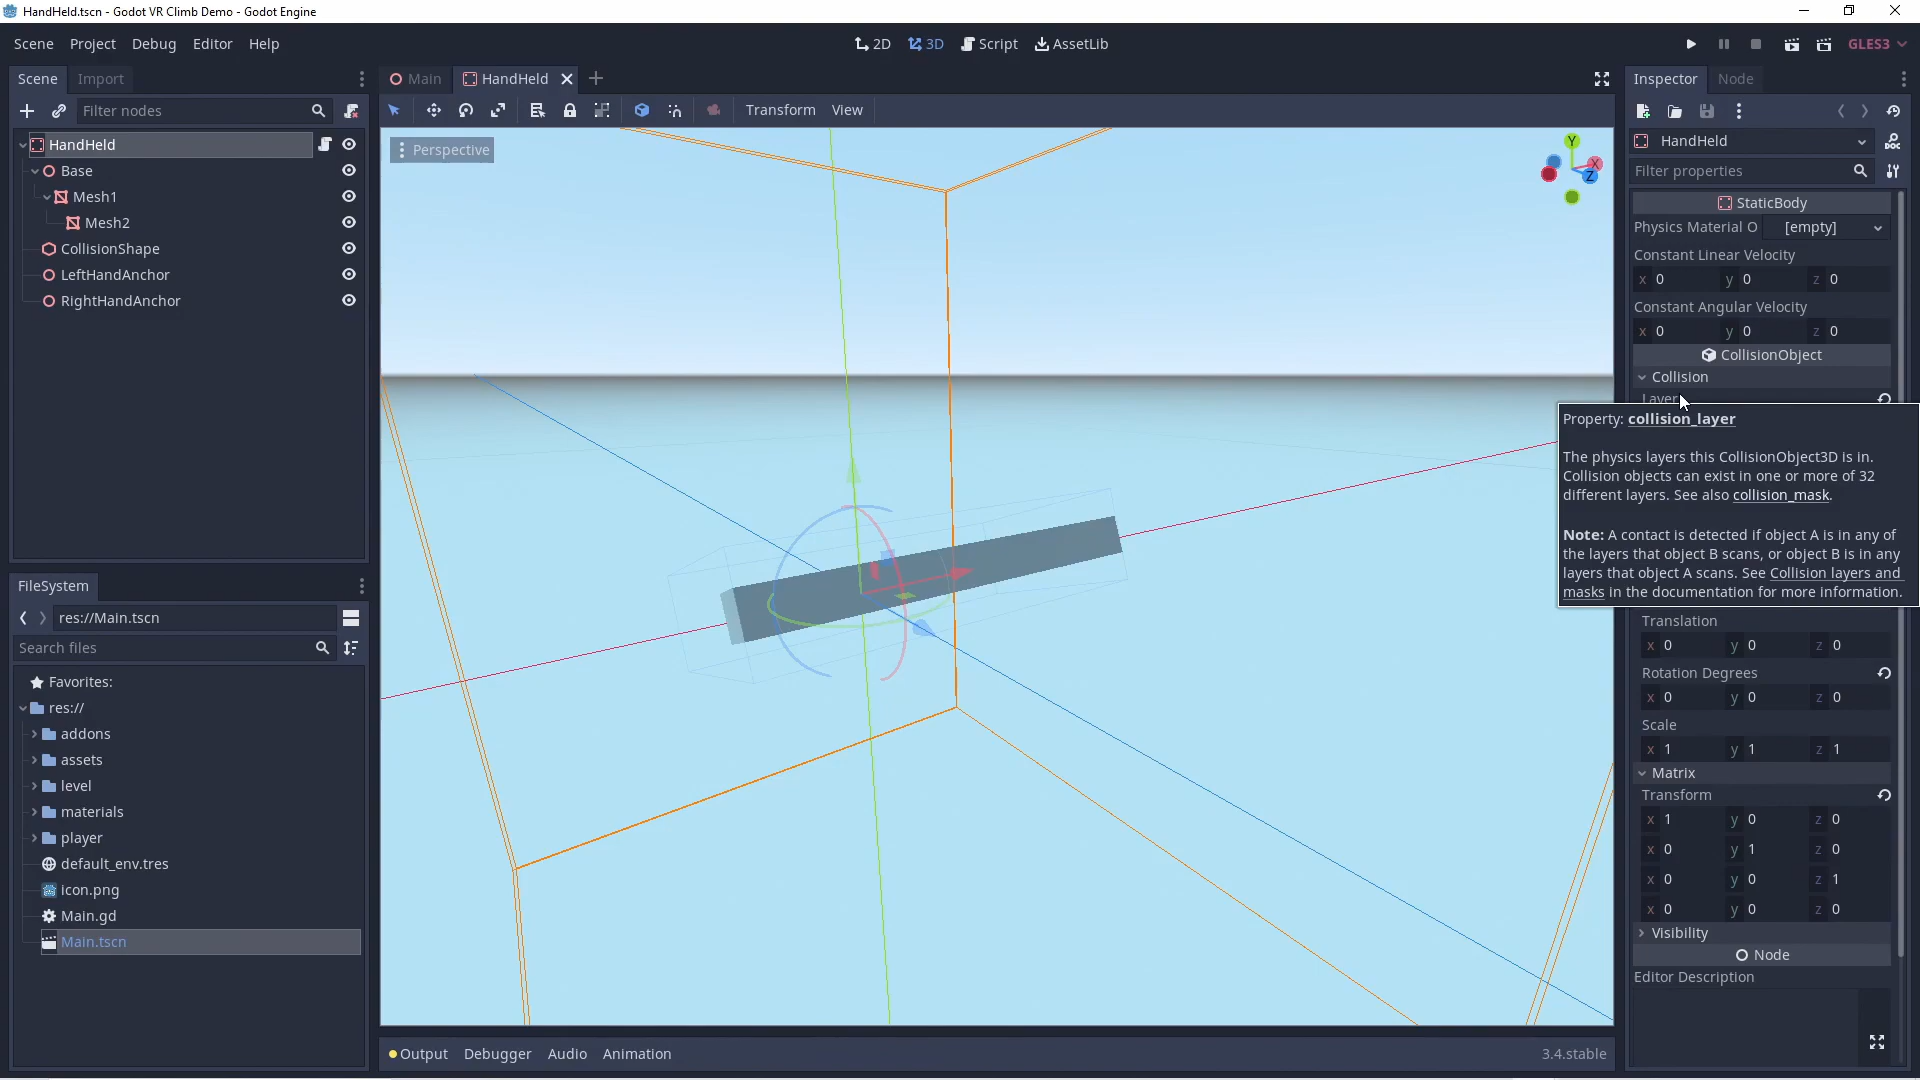 HandHeld.tscn - Godot VR Climb Demo - Godot Engine
Scene Project Debug Editor Help
2D 3D Script AssetLib
GLES3
Scene Import
Filter nodes
HandHeld
Base
Mesh1
Mesh2
CollisionShape
LeftHandAnchor
RightHandAnchor
FileSystem
res://Main.tscn
Search files
Favorites:
res://
addons
assets
level
materials
player
default_env.tres
icon.png
Main.gd
Main.tscn
Main HandHeld
Transform View
Perspective
Y
X
Z
Output Debugger Audio Animation
3.4.stable
Inspector Node
HandHeld
Filter properties
StaticBody
Physics Material O [empty]
Constant Linear Velocity
x 0 y 0 z 0
Constant Angular Velocity
x 0 y 0 z 0
CollisionObject
Collision
Layer
Property: collision_layer
The physics layers this CollisionObject3D is in.
Collision objects can exist in one or more of 32
different layers. See also collision_mask.
Note: A contact is detected if object A is in any of
the layers that object B scans, or object B is in any
layers that object A scans. See Collision layers and
masks in the documentation for more information.
Translation
x 0 y 0 z 0
Rotation Degrees
x 0 y 0 z 0
Scale
x 1 y 1 z 1
Matrix
Transform
x 1 y 0 z 0
x 0 y 1 z 0
x 0 y 0 z 1
x 0 y 0 z 0
Visibility
Node
Editor Description